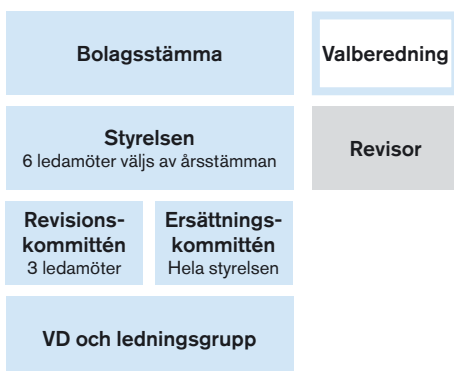 Bolagsstämma
Valberedning
Styrelsen
6 ledamöter väljs av årsstämman
Revisor
Revisions-
kommittén
3 ledamöter
Ersättnings-
kommittén
Hela styrelsen
VD och ledningsgrupp